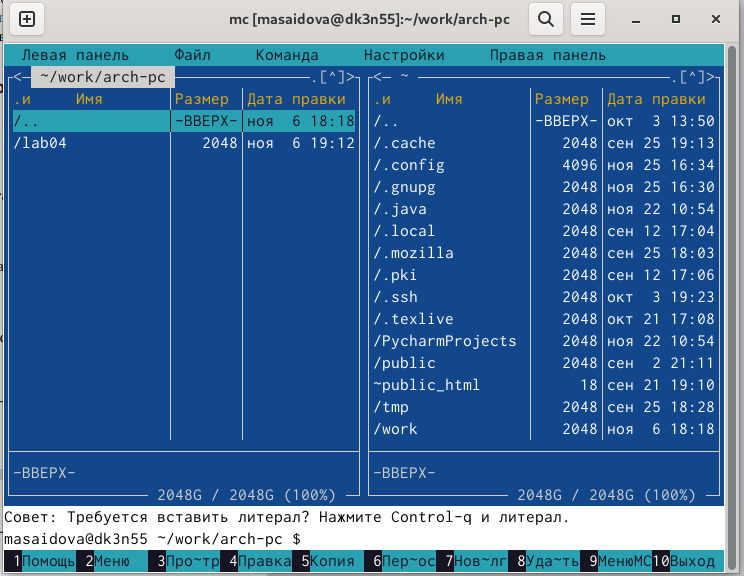 mc [masaidova@dk3n55]:~/work/arch-pc
Левая панель Файл Команда Настройки Правая панель
<— ~/work/arch-pc .[^]> <— ~ .[^]>
.и Имя Размер Дата правки .и Имя Размер Дата правки
/.. -ВВЕРХ- ноя 6 18:18 /.. -ВВЕРХ- окт 3 13:50
/lab04 2048 ноя 6 19:12 /.cache 2048 сен 25 19:13
/.config 4096 ноя 25 16:34
/.gnupg 2048 ноя 25 16:30
/.java 2048 ноя 22 10:54
/.local 2048 сен 12 17:04
/.mozilla 2048 сен 25 18:03
/.pki 2048 сен 12 17:06
/.ssh 2048 окт 3 19:23
/.texlive 2048 окт 21 17:08
/PycharmProjects 2048 ноя 22 10:54
/public 2048 сен 2 21:11
~public_html 18 сен 21 19:10
/tmp 2048 сен 25 18:28
/work 2048 ноя 6 18:18
-ВВЕРХ- -ВВЕРХ-
2048G / 2048G (100%) 2048G / 2048G (100%)
Совет: Требуется вставить литерал? Нажмите Control-q и литерал.
masaidova@dk3n55 ~/work/arch-pc $
1Помощь 2Меню 3Про~тр 4Правка 5Копия 6Пер~ос 7Нов~лг 8Уда~ть 9МенюMC 10Выход